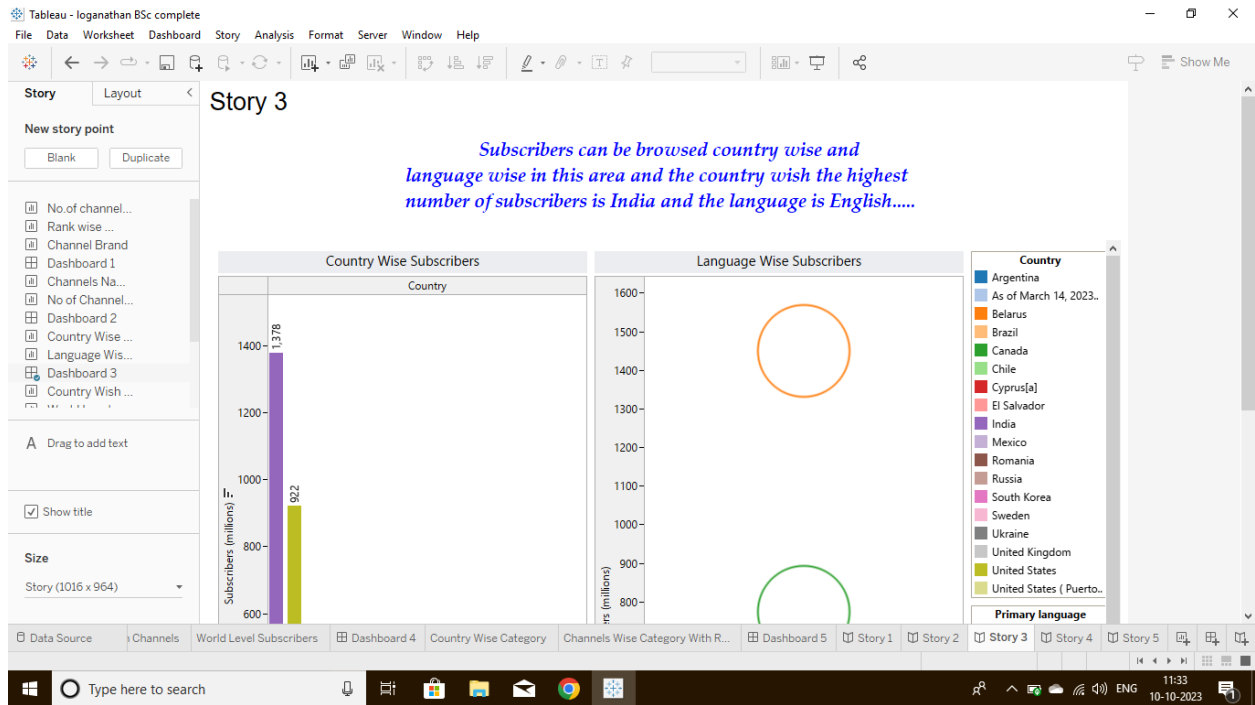 Tableau - loganathan BSc complete
File Data Worksheet Dashboard Story Analysis Format Server Window Help
Show Me
Story Layout
New story point
Blank Duplicate
No.of channel...
Rank wise ...
Channel Brand
Dashboard 1
Channels Na...
No of Channel...
Dashboard 2
Country Wise ...
Language Wis...
Dashboard 3
Country Wish ...
A Drag to add text
Show title
Size
Story (1016 x 964)
Story 3
Subscribers can be browsed country wise and
language wise in this area and the country wish the highest
number of subscribers is India and the language is English.....
Country Wise Subscribers
Country
Subscribers (millions)
1400
1200
1000
800
600
1,378
922
Language Wise Subscribers
1600
1500
1400
1300
1200
1100
1000
900
800
rs (millions)
Country
Argentina
As of March 14, 2023..
Belarus
Brazil
Canada
Chile
Cyprus[a]
El Salvador
India
Mexico
Romania
Russia
South Korea
Sweden
Ukraine
United Kingdom
United States
United States ( Puerto..
Primary language
Data Source Channels World Level Subscribers Dashboard 4 Country Wise Category Channels Wise Category With R... Dashboard 5 Story 1 Story 2 Story 3 Story 4 Story 5
Type here to search
ENG
11:33
10-10-2023
1